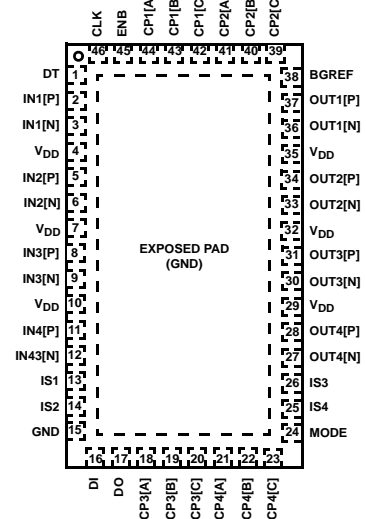 CLK
ENB
CP1[A
CP1[B
CP1[C
CP2[A
CP2[B
CP2[C
46 45 44 43 42 41 40 39
DT 1
IN1[P] 2
IN1[N] 3
VDD 4
IN2[P] 5
IN2[N] 6
VDD 7
IN3[P] 8
IN3[N] 9
VDD 10
IN4[P] 11
IN43[N] 12
IS1 13
IS2 14
GND 15
EXPOSED PAD
(GND)
38 BGREF
37 OUT1[P]
36 OUT1[N]
35 VDD
34 OUT2[P]
33 OUT2[N]
32 VDD
31 OUT3[P]
30 OUT3[N]
29 VDD
28 OUT4[P]
27 OUT4[N]
26 IS3
25 IS4
24 MODE
16 17 18 19 20 21 22 23
DI
DO
CP3[A]
CP3[B]
CP3[C]
CP4[A]
CP4[B]
CP4[C]